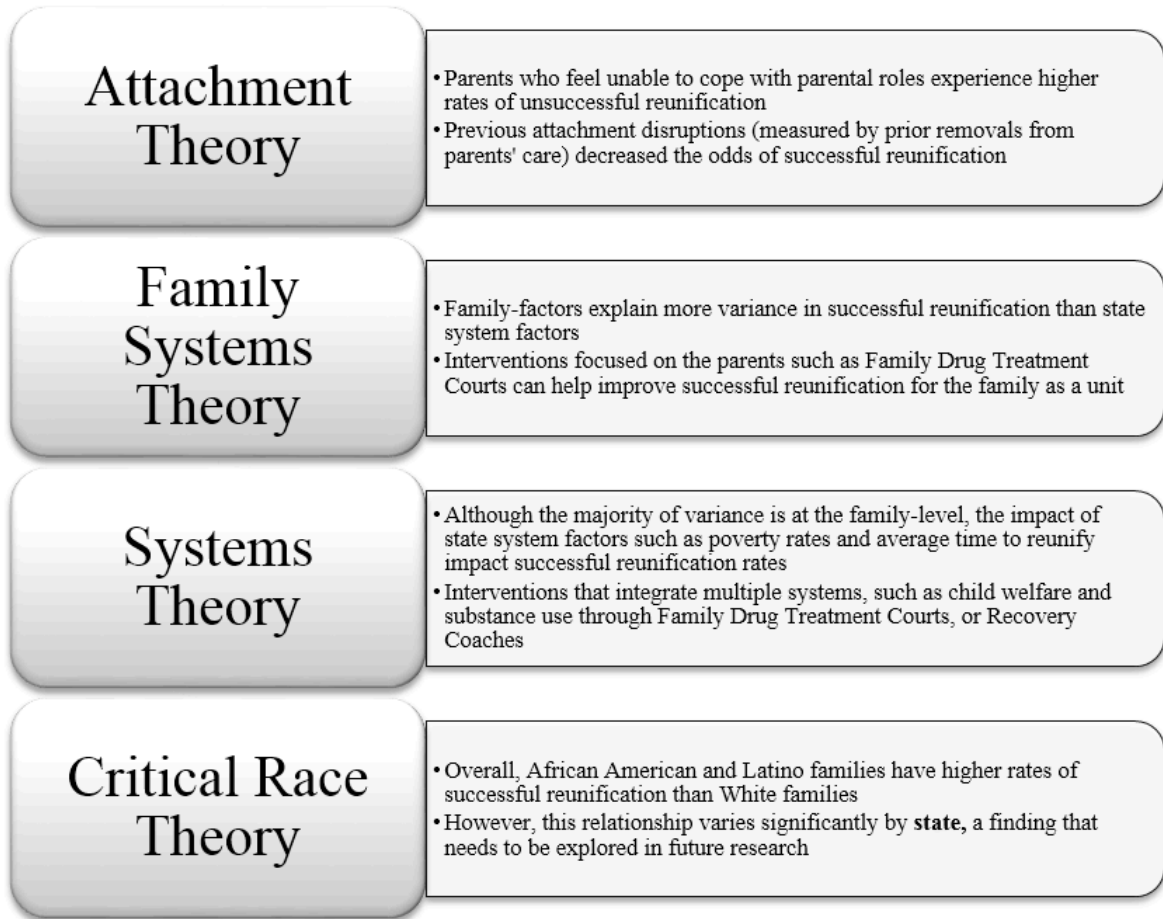 Attachment
Theory
• Parents who feel unable to cope with parental roles experience higher
rates of unsuccessful reunification
• Previous attachment disruptions (measured by prior removals from
parents' care) decreased the odds of successful reunification
Family
Systems
Theory
• Family-factors explain more variance in successful reunification than state
system factors
• Interventions focused on the parents such as Family Drug Treatment
Courts can help improve successful reunification for the family as a unit
Systems
Theory
• Although the majority of variance is at the family-level, the impact of
state system factors such as poverty rates and average time to reunify
impact successful reunification rates
• Interventions that integrate multiple systems, such as child welfare and
substance use through Family Drug Treatment Courts, or Recovery
Coaches
Critical Race
Theory
• Overall, African American and Latino families have higher rates of
successful reunification than White families
• However, this relationship varies significantly by state, a finding that
needs to be explored in future research